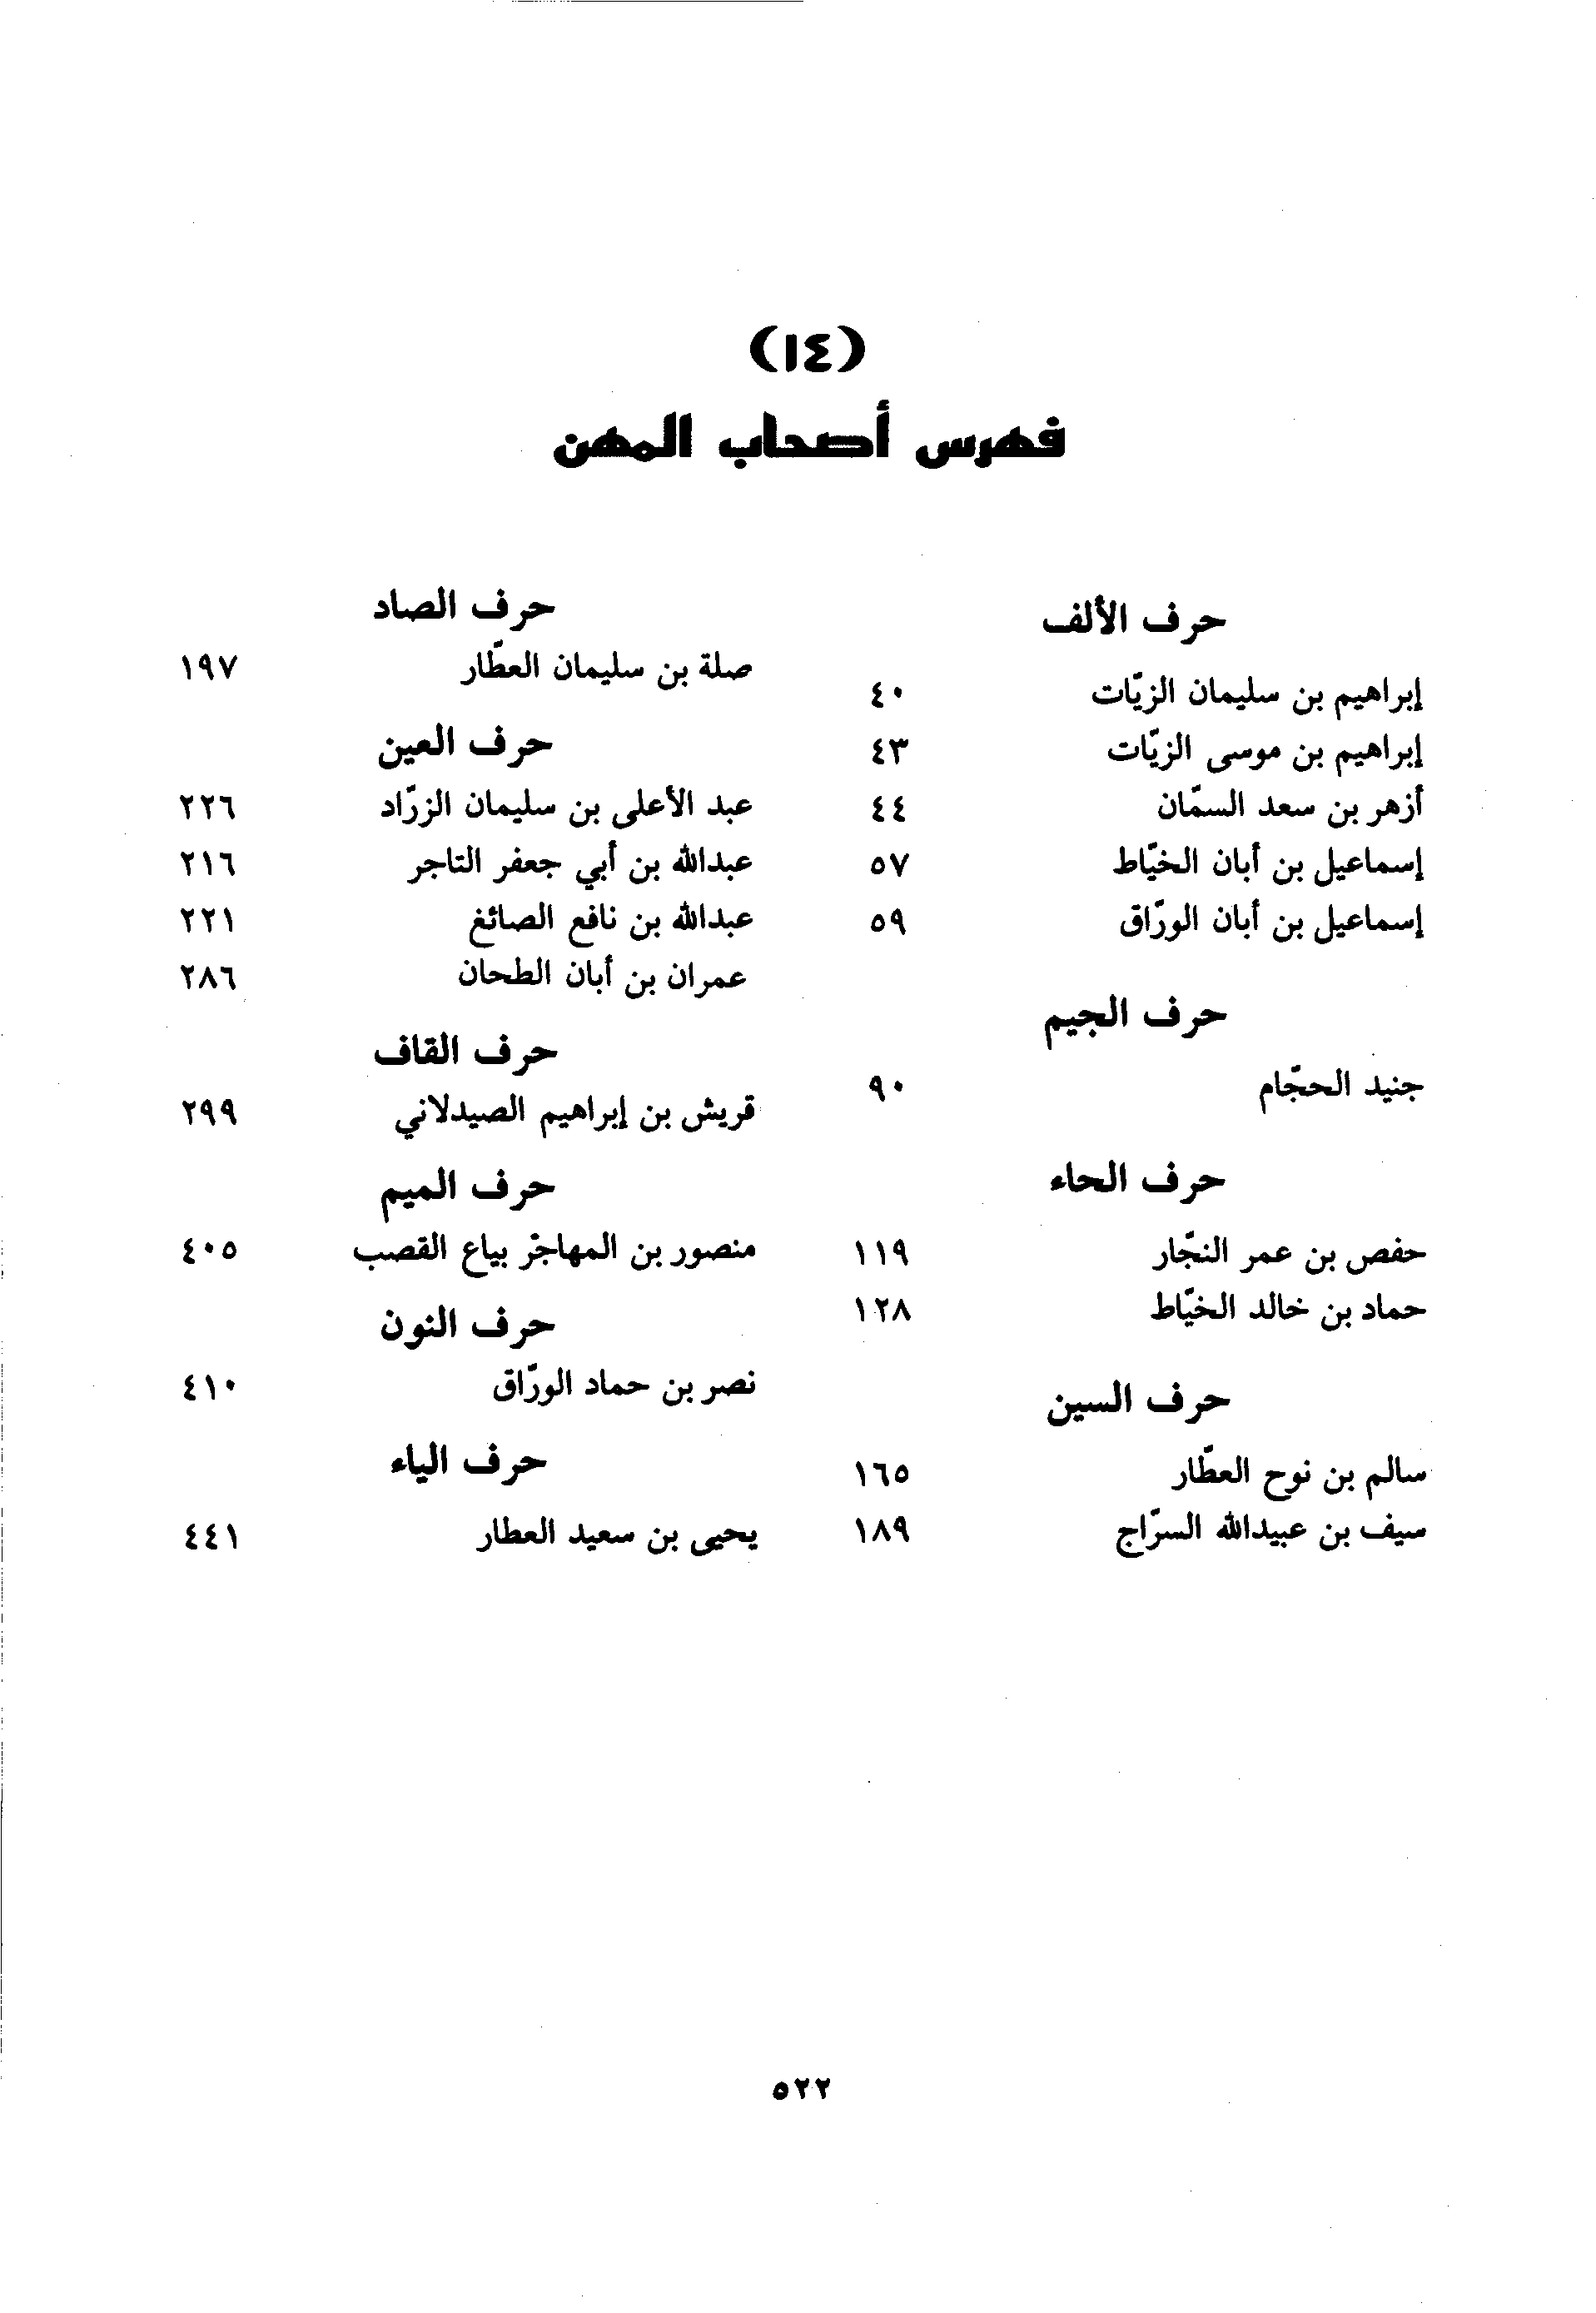 (١٤)
فهرس أصحاب المهن
حرف الألف
إبراهيم بن سليمان الزيّات ٤٠
إبراهيم بن موسى الزيّات ٤٣
أزهر بن سعد السمّان ٤٤
إسماعيل بن أبان الخيّاط ٥٧
إسماعيل بن أبان الورّاق ٥٩
حرف الجيم
جنيد الحجّام ٩٠
حرف الحاء
حفص بن عمر النجّار ١١٩
حماد بن خالد الخيّاط ١٢٨
حرف السين
سالم بن نوح العطّار ١٦٥
سيف بن عبيدالله السرّاج ١٨٩
حرف الصاد
صلة بن سليمان العطّار ١٩٧
حرف العين
عبد الأعلى بن سليمان الزرّاد ٢٢٦
عبدالله بن أبي جعفر التاجر ٢١٦
عبدالله بن نافع الصائغ ٢٢١
عمران بن أبان الطحان ٢٨٦
حرف القاف
قريش بن إبراهيم الصيدلاني ٢٩٩
حرف الميم
منصور بن المهاجر بياع القصب ٤٠٥
حرف النون
نصر بن حماد الورّاق ٤١٠
حرف الياء
يحيى بن سعيد العطار ٤٤١
٥٢٢